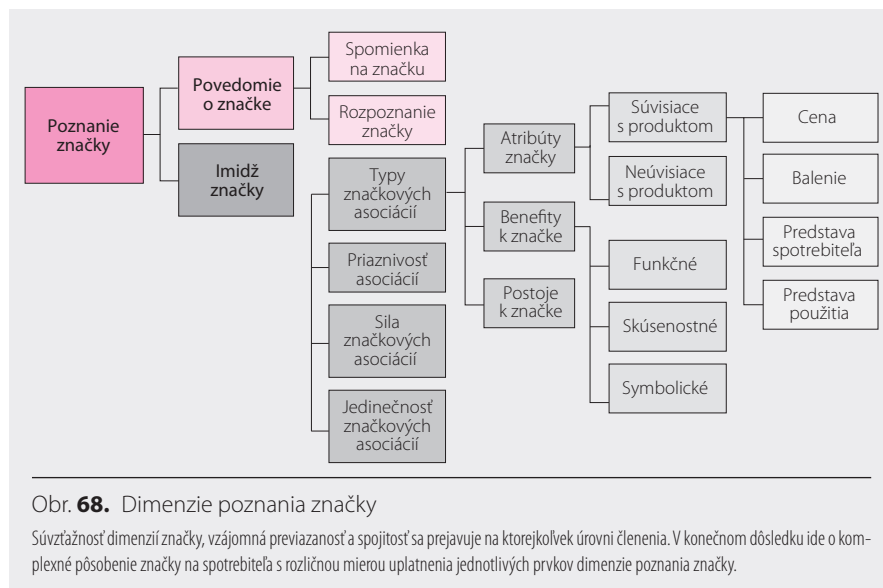 Poznanie
značky
Povedomie
o značke
Imidž
značky
Spomienka
na značku
Rozpoznanie
značky
Typy
značkových
asociácií
Priaznivosť
asociácií
Sila
značkových
asociácií
Jedinečnosť
značkových
asociácií
Atribúty
značky
Benefity
k značke
Postoje
k značke
Súvisiace
s produktom
Neúvisiace
s produktom
Funkčné
Skúsenostné
Symbolické
Cena
Balenie
Predstava
spotrebiteľa
Predstava
použitia
Obr. 68. Dimenzie poznania značky
Súvzťažnosť dimenzií značky, vzájomná previazanosť a spojitosť sa prejavuje na ktorejkoľvek úrovni členenia. V konečnom dôsledku ide o kom-
plexné pôsobenie značky na spotrebiteľa s rozličnou mierou uplatnenia jednotlivých prvkov dimenzie poznania značky.